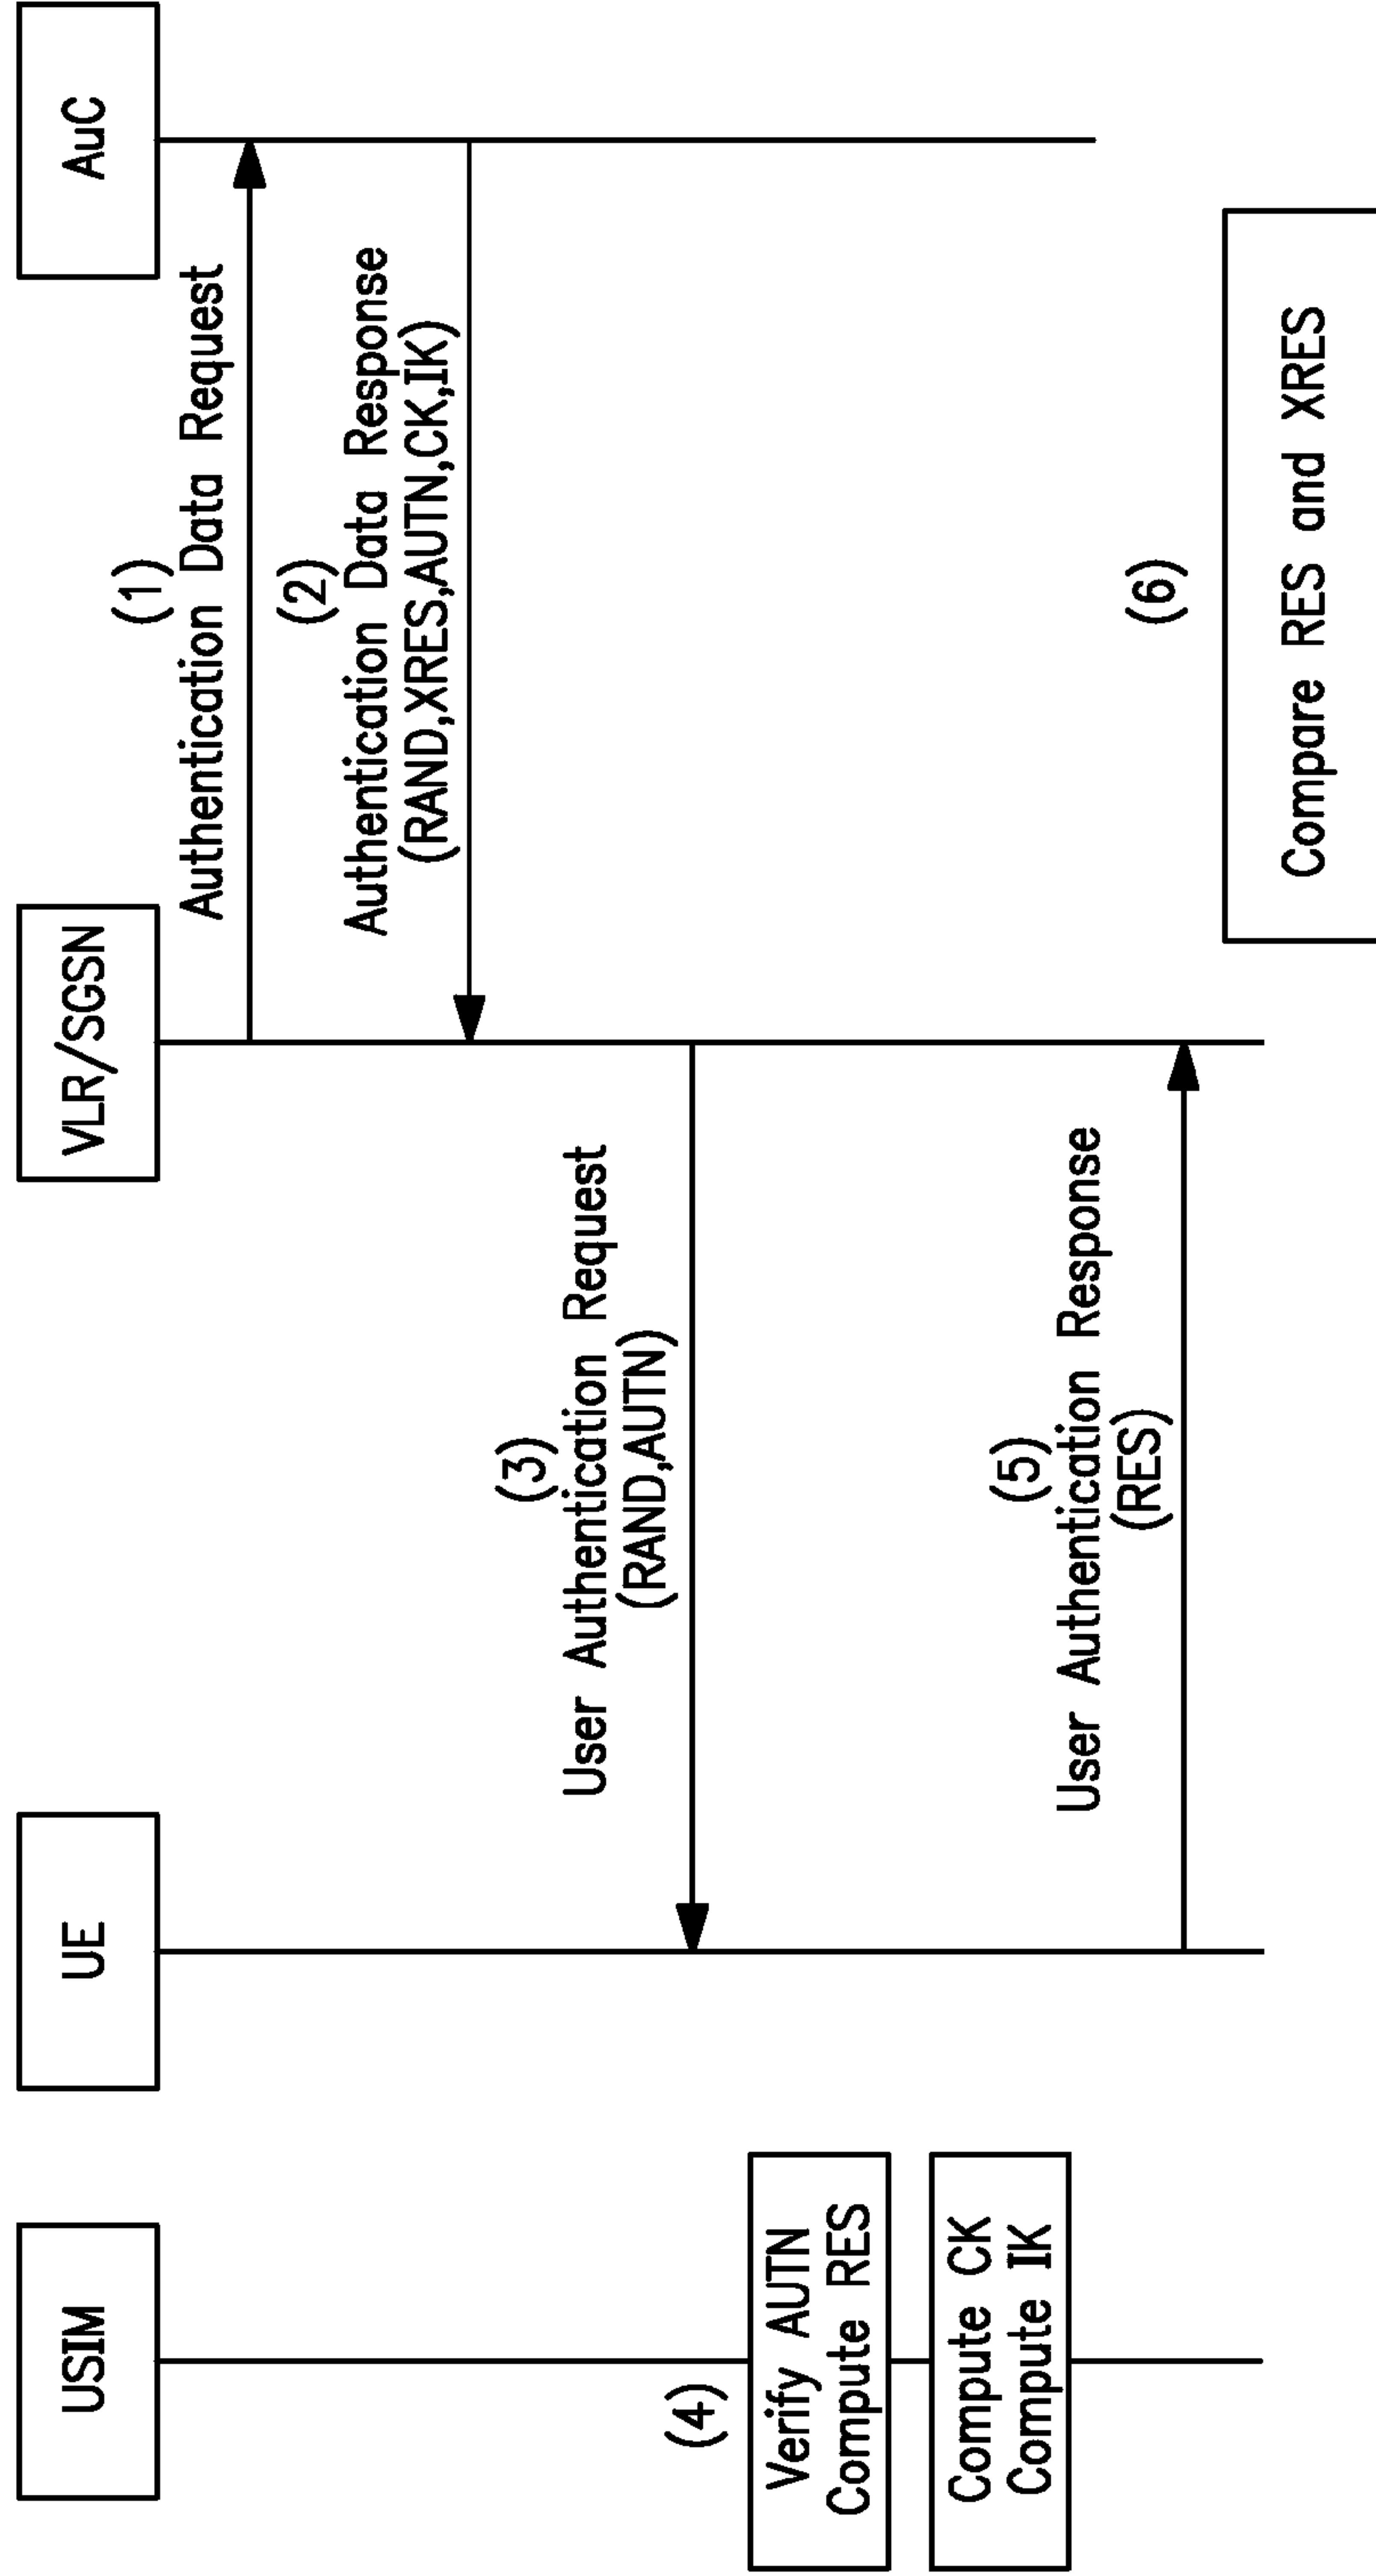 USIM
UE
VLR/SGSN
AuC
(1)
Authentication Data Request
(2)
Authentication Data Response
(RAND,XRES,AUTN,CK,IK)
(3)
User Authentication Request
(RAND,AUTN)
(4)
Verify AUTN
Compute RES
Compute CK
Compute IK
(5)
User Authentication Response
(RES)
(6)
Compare RES and XRES